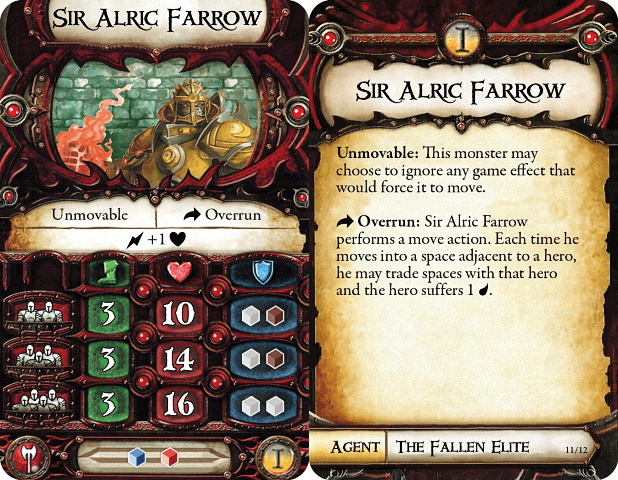 Sir Alric Farrow
Unmovable
Overrun
+1
3 10
3 14
3 16
I
I
Sir Alric Farrow
Unmovable: This monster may
choose to ignore any game effect that
would force it to move.
Overrun: Sir Alric Farrow
performs a move action. Each time he
moves into a space adjacent to a hero,
he may trade spaces with that hero
and the hero suffers 1 .
Agent The Fallen Elite 11/12